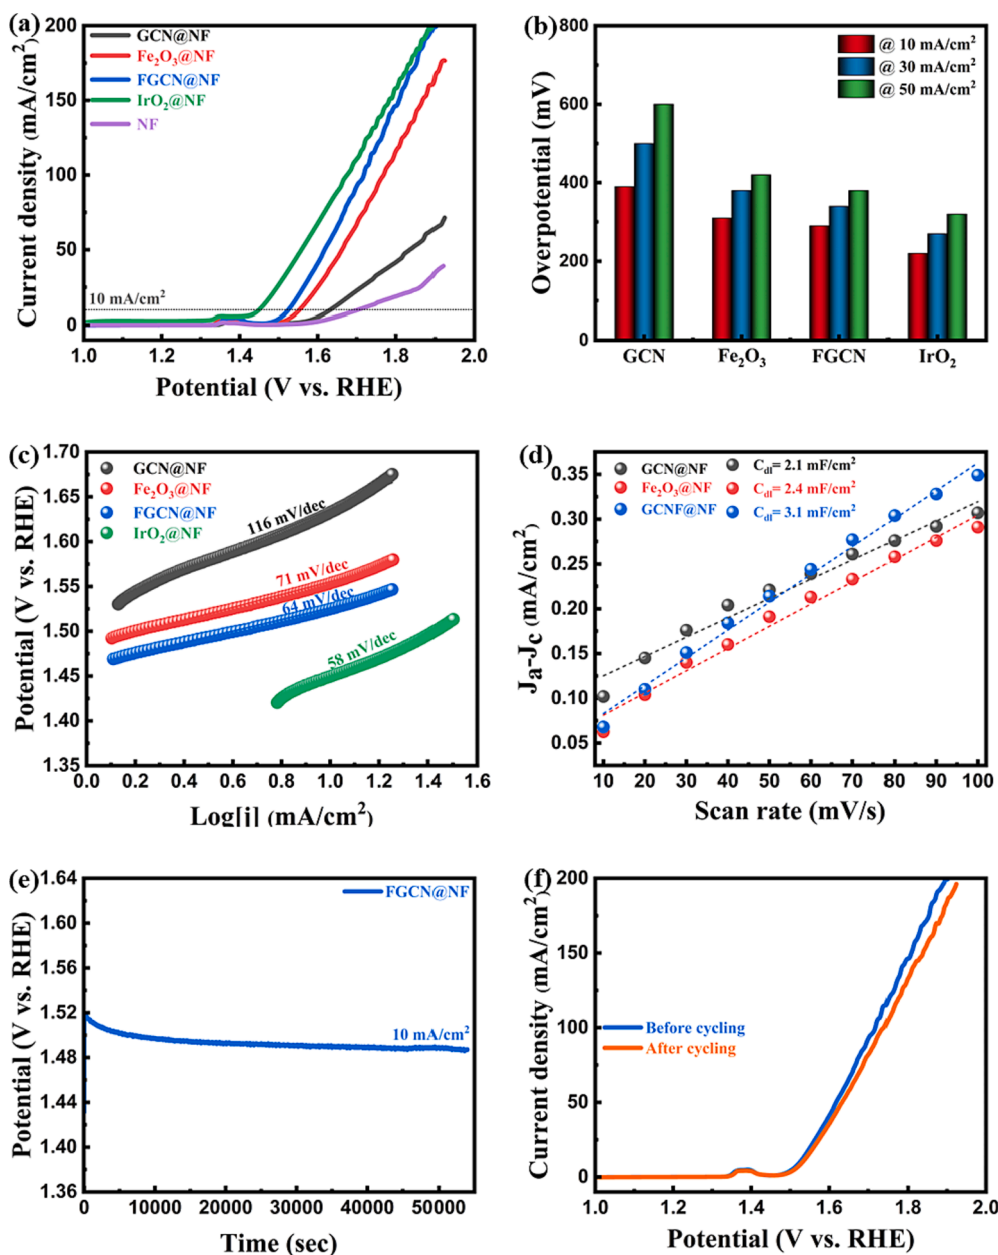 (a)
200
150
100
50
0
Current density (mA/cm²)
GCN@NF
Fe₂O₃@NF
FGCN@NF
IrO₂@NF
NF
10 mA/cm²
1.0 1.2 1.4 1.6 1.8 2.0
Potential (V vs. RHE)
(b)
800
600
400
200
0
Overpotential (mV)
@ 10 mA/cm²
@ 30 mA/cm²
@ 50 mA/cm²
GCN Fe₂O₃ FGCN IrO₂
(c)
1.70
1.65
1.60
1.55
1.50
1.45
1.40
1.35
Potential (V vs. RHE)
GCN@NF
Fe₂O₃@NF
FGCN@NF
IrO₂@NF
116 mV/dec
71 mV/dec
64 mV/dec
58 mV/dec
0.0 0.2 0.4 0.6 0.8 1.0 1.2 1.4 1.6
Log[j] (mA/cm²)
(d)
0.35
0.30
0.25
0.20
0.15
0.10
0.05
Jₐ-J꜀ (mA/cm²)
GCN@NF C_dl= 2.1 mF/cm²
Fe₂O₃@NF C_dl= 2.4 mF/cm²
GCNF@NF C_dl= 3.1 mF/cm²
10 20 30 40 50 60 70 80 90 100
Scan rate (mV/s)
(e)
1.64
1.60
1.56
1.52
1.48
1.44
1.40
1.36
Potential (V vs. RHE)
FGCN@NF
10 mA/cm²
0 10000 20000 30000 40000 50000
Time (sec)
(f)
200
150
100
50
0
Current density (mA/cm²)
Before cycling
After cycling
1.0 1.2 1.4 1.6 1.8 2.0
Potential (V vs. RHE)